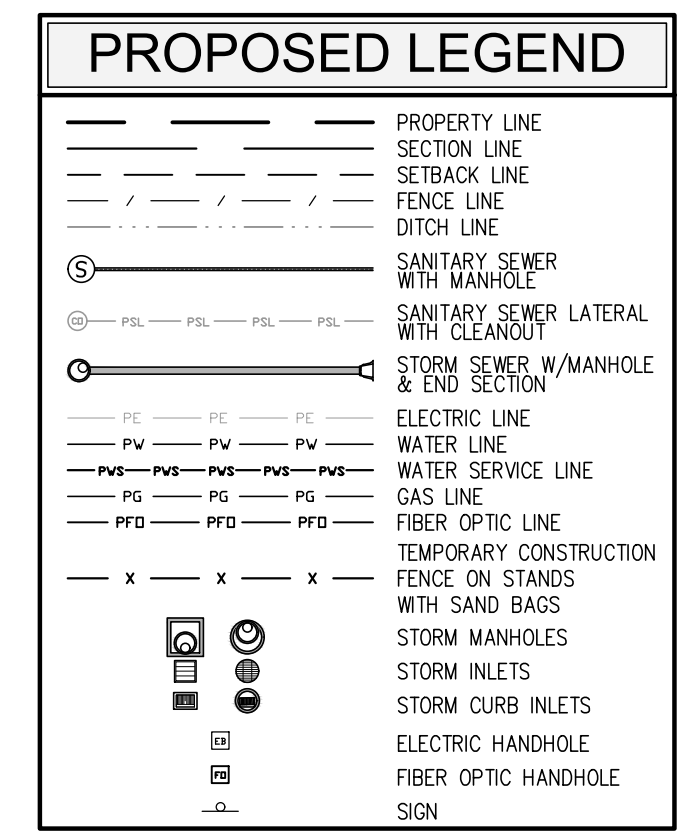 PROPOSED LEGEND
PROPERTY LINE
SECTION LINE
SETBACK LINE
FENCE LINE
DITCH LINE
S SANITARY SEWER
WITH MANHOLE
CO PSL PSL PSL PSL SANITARY SEWER LATERAL
WITH CLEANOUT
STORM SEWER W/MANHOLE
& END SECTION
PE PE PE ELECTRIC LINE
PW PW PW WATER LINE
PWS PWS PWS PWS PWS WATER SERVICE LINE
PG PG PG GAS LINE
PFO PFO PFO FIBER OPTIC LINE
TEMPORARY CONSTRUCTION
X X X FENCE ON STANDS
WITH SAND BAGS
STORM MANHOLES
STORM INLETS
STORM CURB INLETS
EB ELECTRIC HANDHOLE
FO FIBER OPTIC HANDHOLE
SIGN